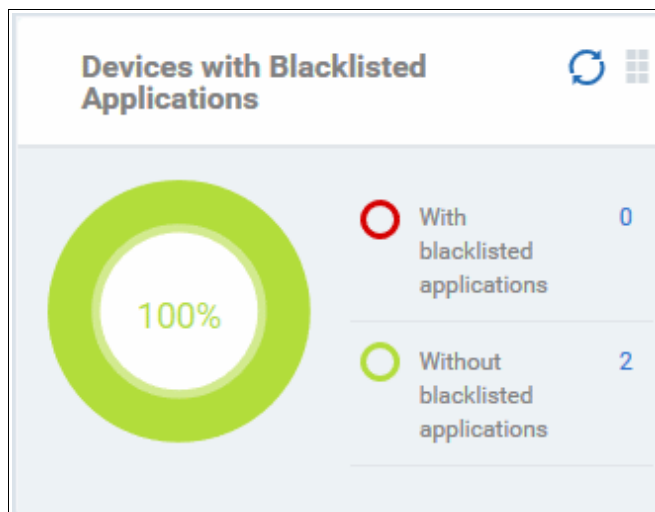 Devices with Blacklisted
Applications
100%
With
blacklisted
applications
0
Without
blacklisted
applications
2